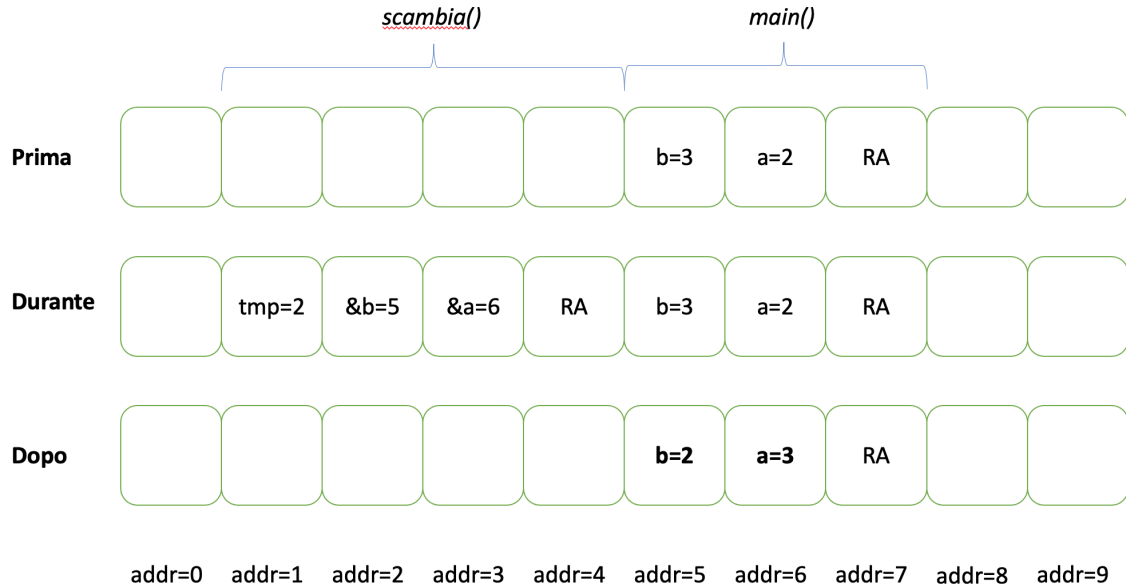 scambia() main()
Prima b=3 a=2 RA
Durante tmp=2 &b=5 &a=6 RA b=3 a=2 RA
Dopo b=2 a=3 RA
addr=0 addr=1 addr=2 addr=3 addr=4 addr=5 addr=6 addr=7 addr=8 addr=9